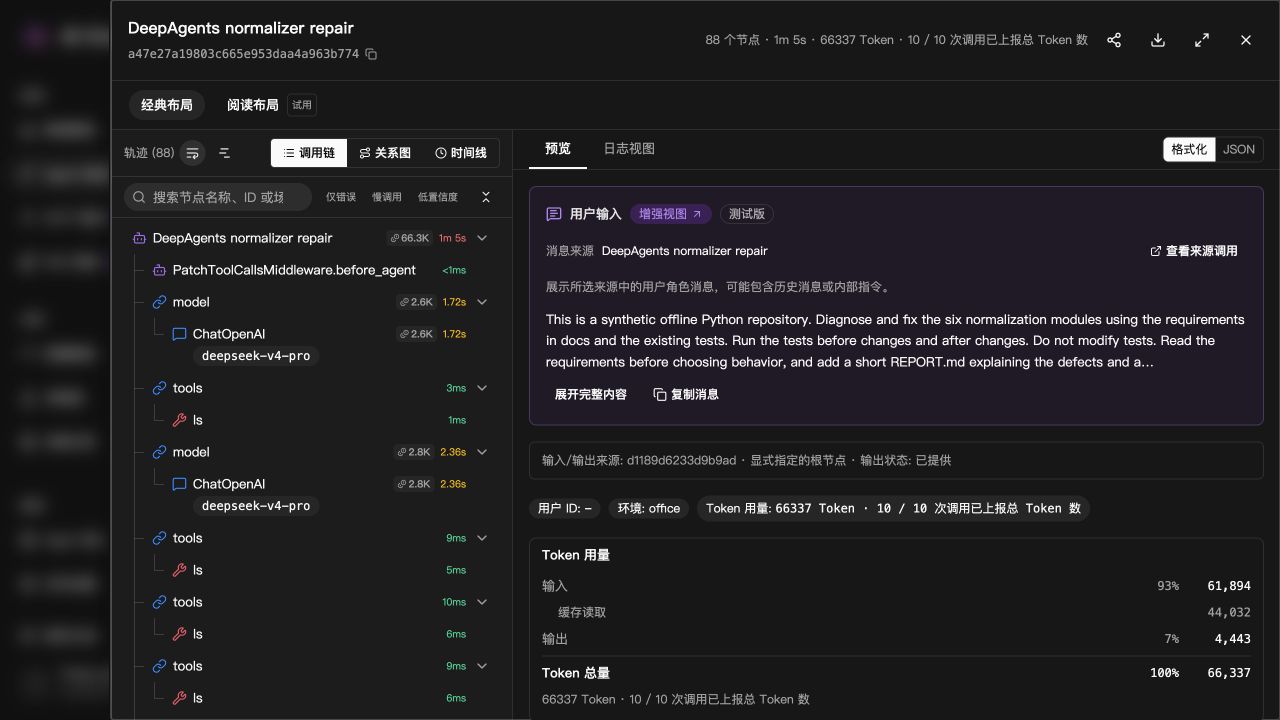 DeepAgents normalizer repair
a47e27a19803c665e953daa4a963b774
88 个节点 · 1m 5s · 66337 Token · 10 / 10 次调用已上报总 Token 数
经典布局
阅读布局 试用
轨迹 (88)
调用链 关系图 时间线
搜索节点名称、ID 或场
仅错误 慢调用 低置信度
DeepAgents normalizer repair 66.3K 1m 5s
PatchToolCallsMiddleware.before_agent <1ms
model 2.6K 1.72s
ChatOpenAI 2.6K 1.72s
deepseek-v4-pro
tools 3ms
ls 1ms
model 2.8K 2.36s
ChatOpenAI 2.8K 2.36s
deepseek-v4-pro
tools 9ms
ls 5ms
tools 10ms
ls 6ms
tools 9ms
ls 6ms
预览 日志视图
格式化 JSON
用户输入 增强视图 测试版
消息来源 DeepAgents normalizer repair 查看来源调用
展示所选来源中的用户角色消息，可能包含历史消息或内部指令。
This is a synthetic offline Python repository. Diagnose and fix the six normalization modules using the requirements
in docs and the existing tests. Run the tests before changes and after changes. Do not modify tests. Read the
requirements before choosing behavior, and add a short REPORT.md explaining the defects and a...
展开完整内容 复制消息
输入/输出来源: d1189d6233d9b9ad · 显式指定的根节点 · 输出状态: 已提供
用户 ID: – 环境: office Token 用量: 66337 Token · 10 / 10 次调用已上报总 Token 数
Token 用量
输入 93% 61,894
缓存读取 44,032
输出 7% 4,443
Token 总量 100% 66,337
66337 Token · 10 / 10 次调用已上报总 Token 数